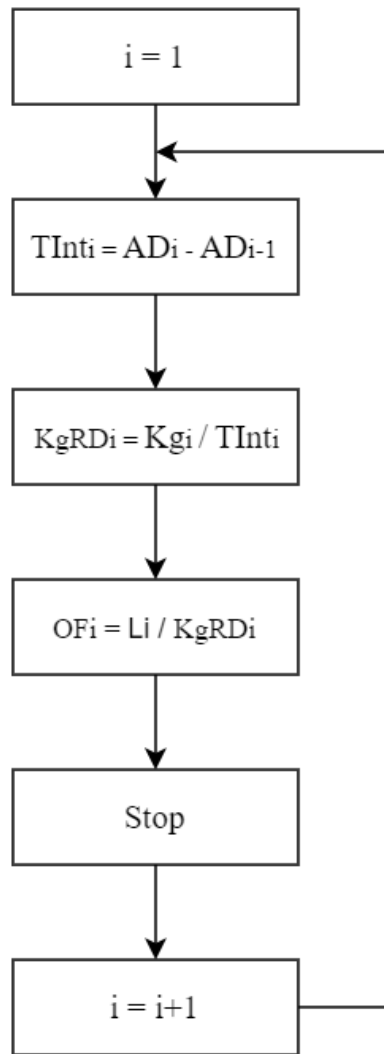 i = 1
TInti = ADi - ADi-1
KgRDi = Kgi / TInti
OFi = Li / KgRDi
Stop
i = i+1